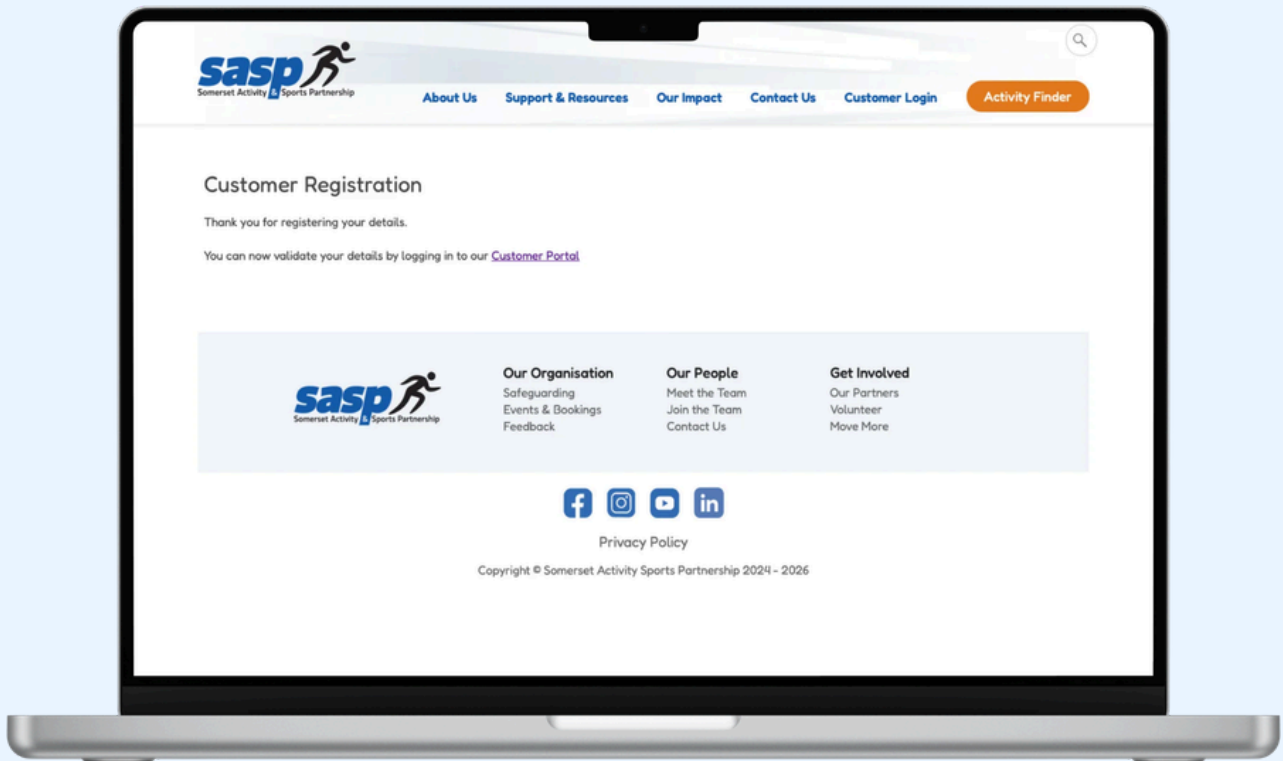 sasp
Somerset Activity & Sports Partnership
About Us Support & Resources Our Impact Contact Us Customer Login Activity Finder
Customer Registration
Thank you for registering your details.
You can now validate your details by logging in to our Customer Portal
sasp
Somerset Activity & Sports Partnership
Our Organisation
Safeguarding
Events & Bookings
Feedback
Our People
Meet the Team
Join the Team
Contact Us
Get Involved
Our Partners
Volunteer
Move More
f in
Privacy Policy
Copyright © Somerset Activity Sports Partnership 2024 - 2026